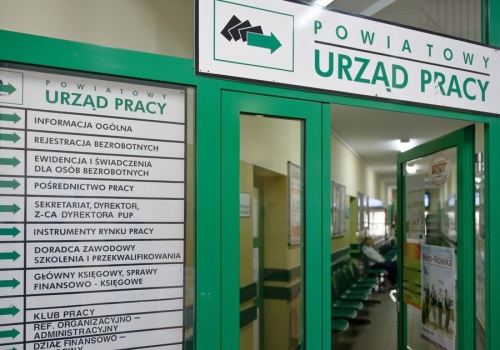 POWIATOWY
URZĄD PRACY
POWIATOWY
URZĄD PRACY
INFORMACJA OGÓLNA
REJESTRACJA BEZROBOTNYCH
EWIDENCJA I ŚWIADCZENIA
DLA OSÓB BEZROBOTNYCH
POŚREDNICTWO PRACY
SEKRETARIAT, DYREKTOR,
Z-CA DYREKTORA PUP
INSTRUMENTY RYNKU PRACY
DORADCA ZAWODOWY
SZKOLENIA I PRZEKWALIFIKOWANIA
GŁÓWNY KSIĘGOWY, SPRAWY
FINANSOWO - KSIĘGOWE
KLUB PRACY
REF. ORGANIZACYJNO –
ADMINISTRACYJNY
DZIAŁ FINANSOWO –